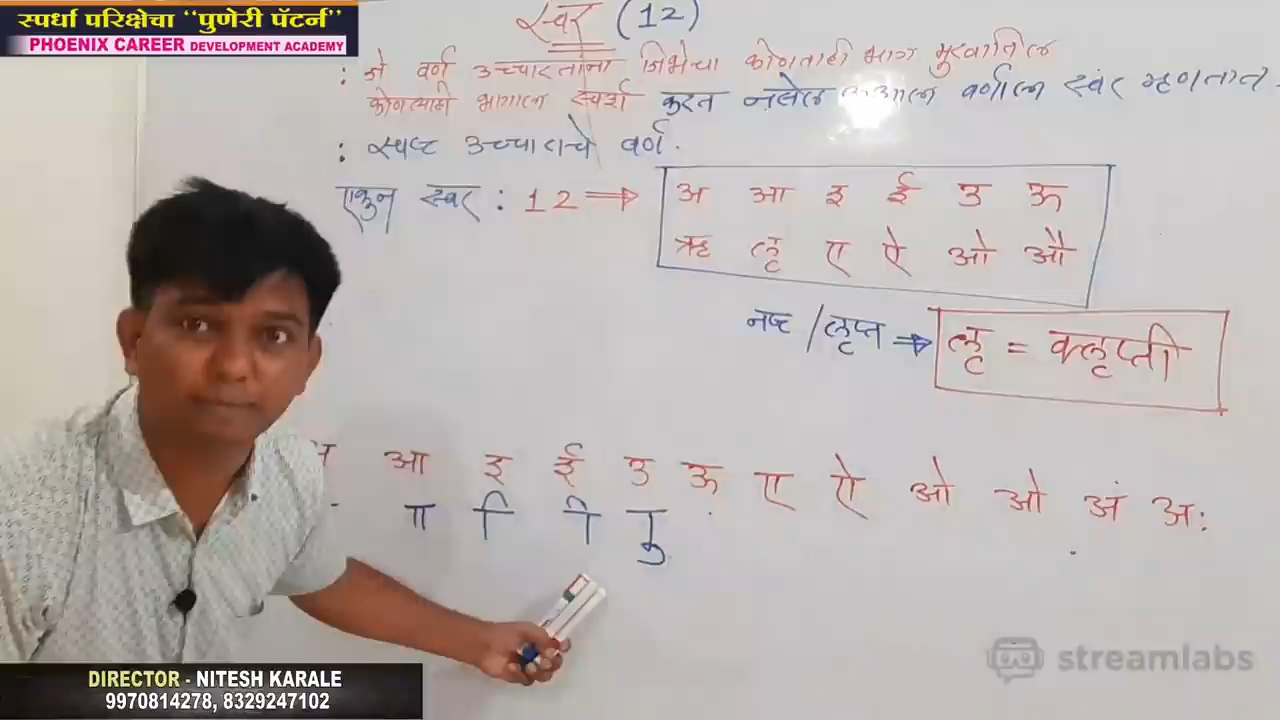 स्पर्धा परिक्षेचा "पुणेरी पॅटर्न"
PHOENIX CAREER DEVELOPMENT ACADEMY
स्वर (12)
: जे वर्ण उच्चारतांना जिभेचा कोणताही भाग मुखातिल
कोणत्याही भागाला स्पर्श करत नसेल वर्णाला स्वर म्हणतात.
: स्पष्ट उच्चाराचे वर्ण.
एकुन स्वर : 12 ⇒ अ आ इ ई उ ऊ
ऋ लृ ए ऐ ओ औ
नष्ट / लृप्त ⇒ लृ = क्लृप्ती
आ इ ई उ ऊ ए ऐ ओ ओ अं अः
ा ि ी ु
DIRECTOR - NITESH KARALE
9970814278, 8329247102
streamlabs